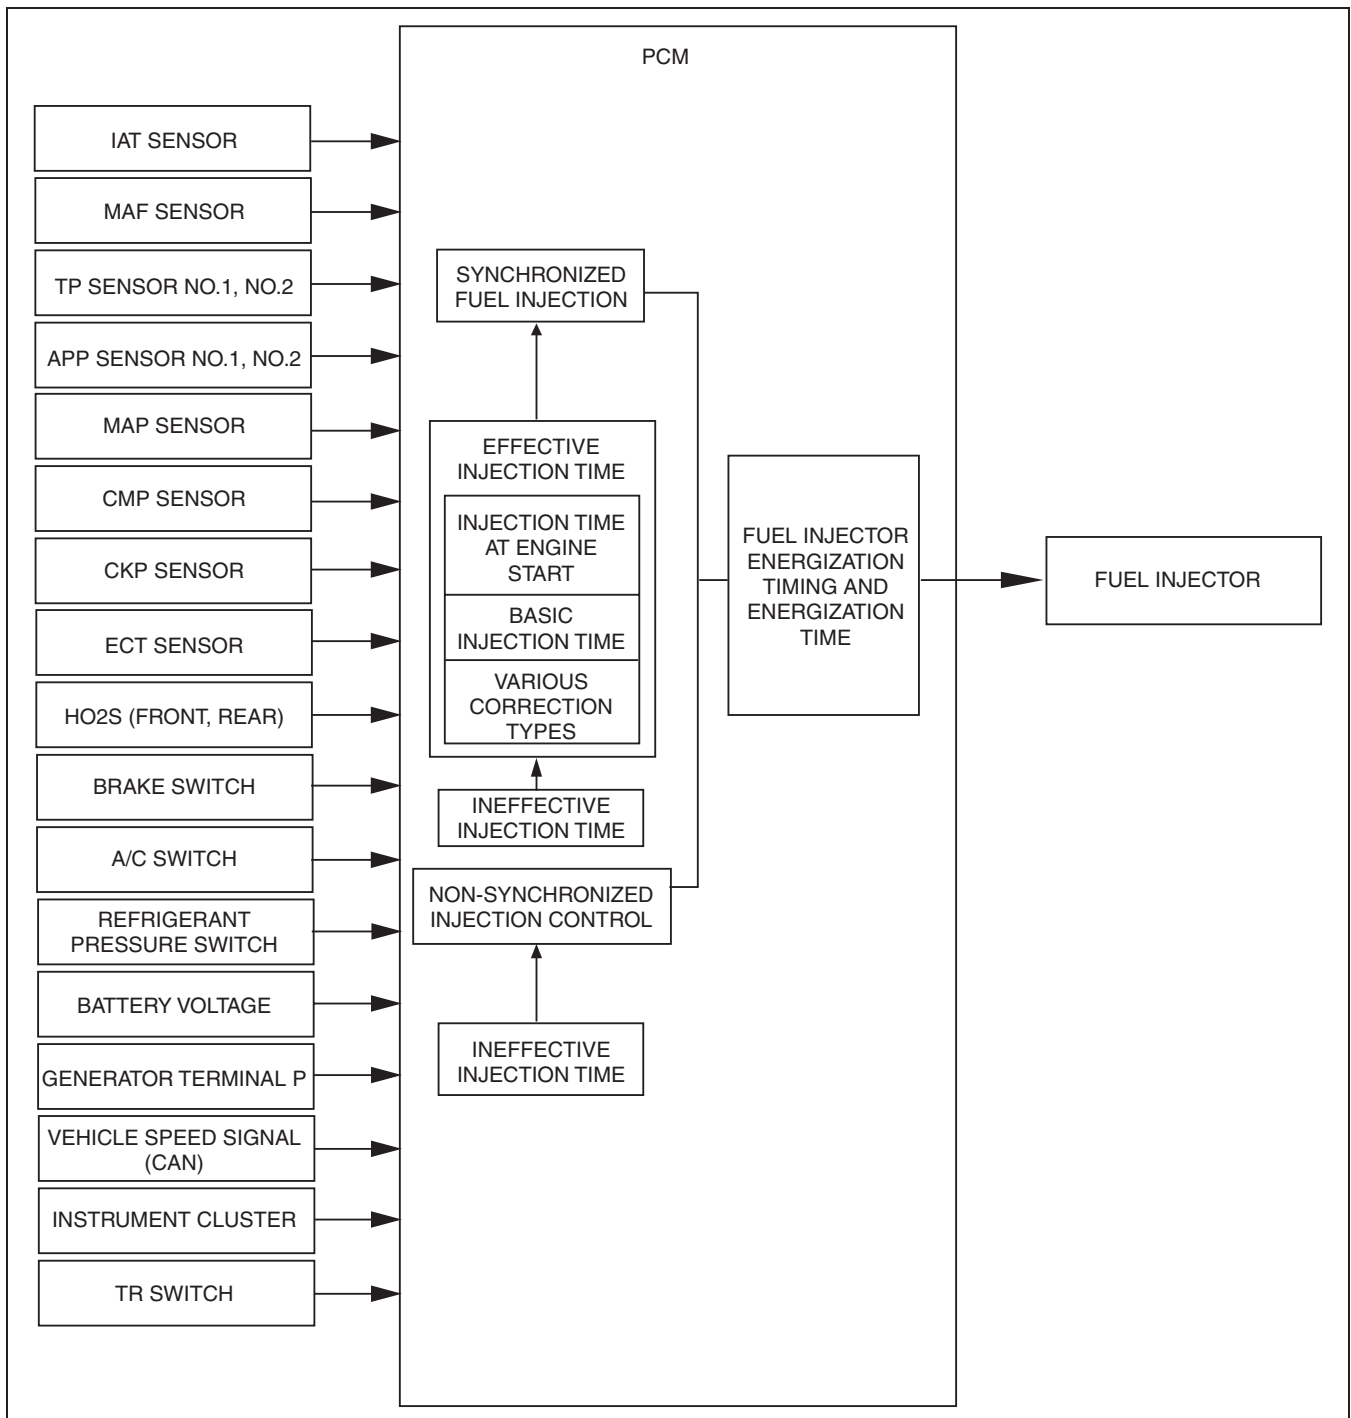 PCM
IAT SENSOR
MAF SENSOR
TP SENSOR NO.1, NO.2
APP SENSOR NO.1, NO.2
MAP SENSOR
CMP SENSOR
CKP SENSOR
ECT SENSOR
HO2S (FRONT, REAR)
BRAKE SWITCH
A/C SWITCH
REFRIGERANT
PRESSURE SWITCH
BATTERY VOLTAGE
GENERATOR TERMINAL P
VEHICLE SPEED SIGNAL
(CAN)
INSTRUMENT CLUSTER
TR SWITCH
SYNCHRONIZED
FUEL INJECTION
EFFECTIVE
INJECTION TIME
INJECTION TIME
AT ENGINE
START
BASIC
INJECTION TIME
VARIOUS
CORRECTION
TYPES
INEFFECTIVE
INJECTION TIME
NON-SYNCHRONIZED
INJECTION CONTROL
INEFFECTIVE
INJECTION TIME
FUEL INJECTOR
ENERGIZATION
TIMING AND
ENERGIZATION
TIME
FUEL INJECTOR